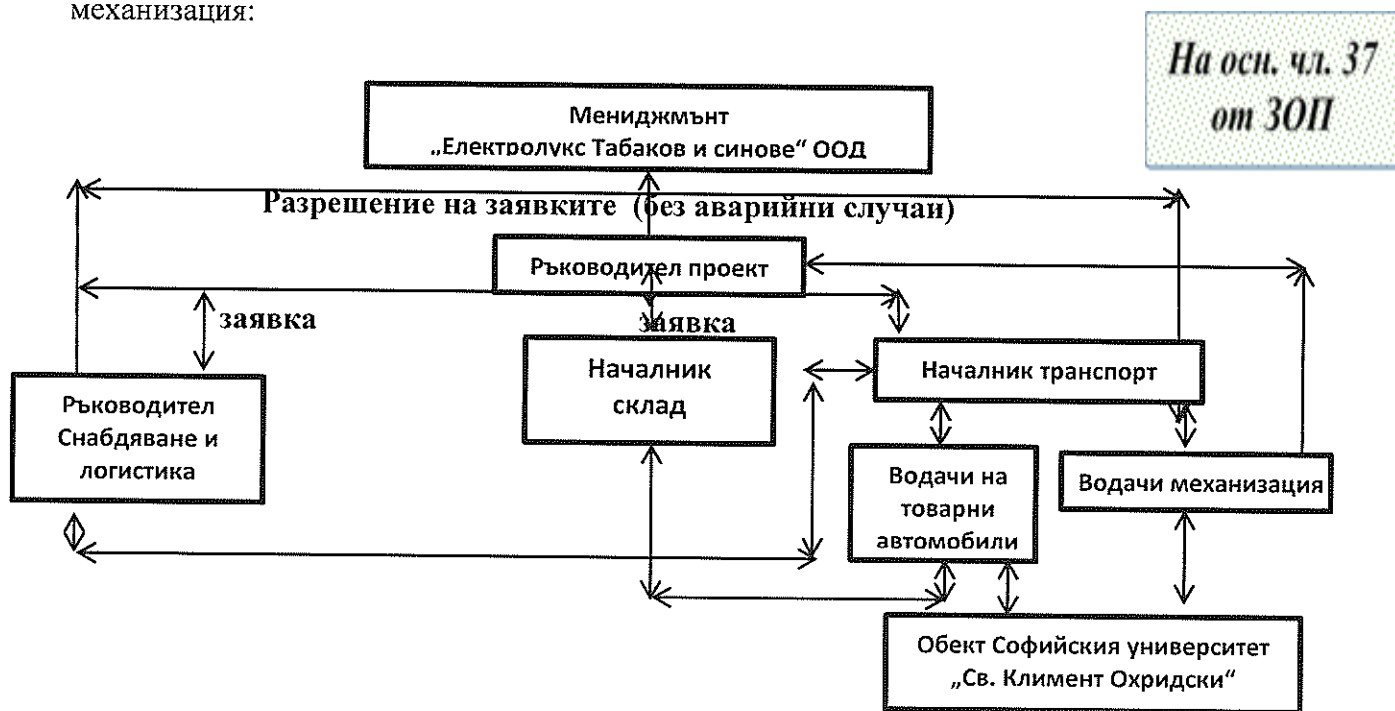 механизация:
На осн. чл. 37
от ЗОП
Мениджмънт
„Електролукс Табаков и синове“ ООД
Разрешение на заявките (без аварийни случаи)
Ръководител проект
заявка
заявка
Началник
склад
Началник транспорт
Ръководител
Снабдяване и
логистика
Водачи на
товарни
автомобили
Водачи механизация
Обект Софийския университет
„Св. Климент Охридски“